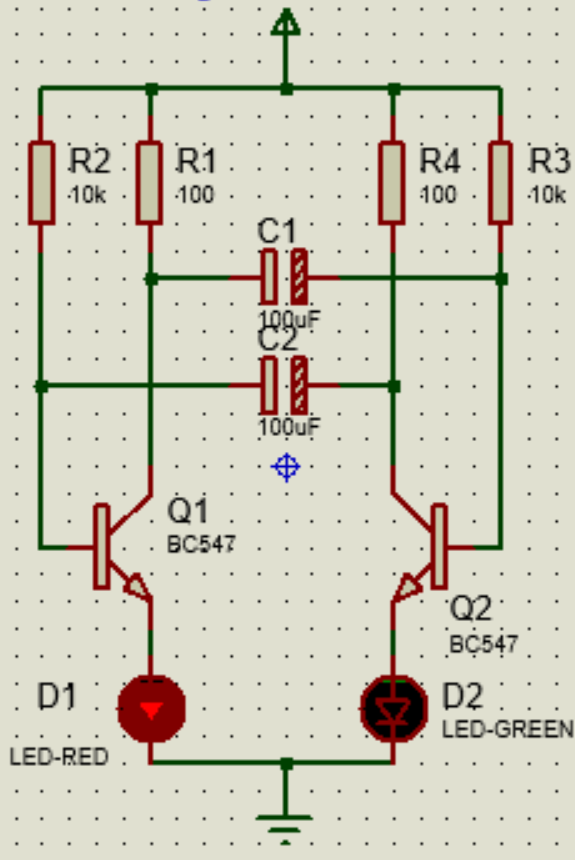 R2
10k
R1
100
R4
100
R3
10k
C1
100uF
C2
100uF
Q1
BC547
Q2
BC547
D1
LED-RED
D2
LED-GREEN